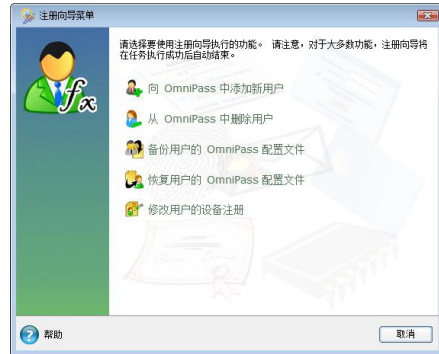 注册向导菜单
请选择要使用注册向导执行的功能。 请注意，对于大多数功能，注册向导将
在任务执行成功后自动结束。
fx
向 OmniPass 中添加新用户
从 OmniPass 中删除用户
备份用户的 OmniPass 配置文件
恢复用户的 OmniPass 配置文件
修改用户的设备注册
帮助
取消